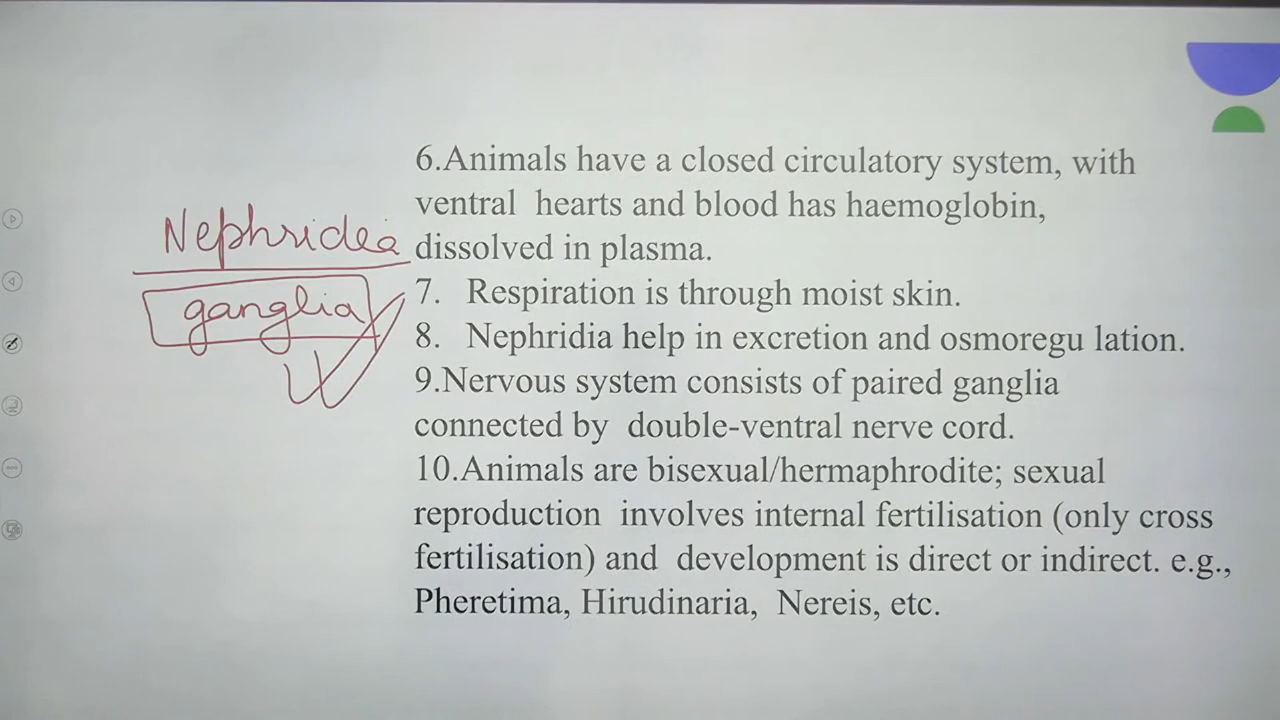 Nephridea
ganglia
6.Animals have a closed circulatory system, with
ventral hearts and blood has haemoglobin,
dissolved in plasma.
7. Respiration is through moist skin.
8. Nephridia help in excretion and osmoregu lation.
9.Nervous system consists of paired ganglia
connected by double-ventral nerve cord.
10.Animals are bisexual/hermaphrodite; sexual
reproduction involves internal fertilisation (only cross
fertilisation) and development is direct or indirect. e.g.,
Pheretima, Hirudinaria, Nereis, etc.